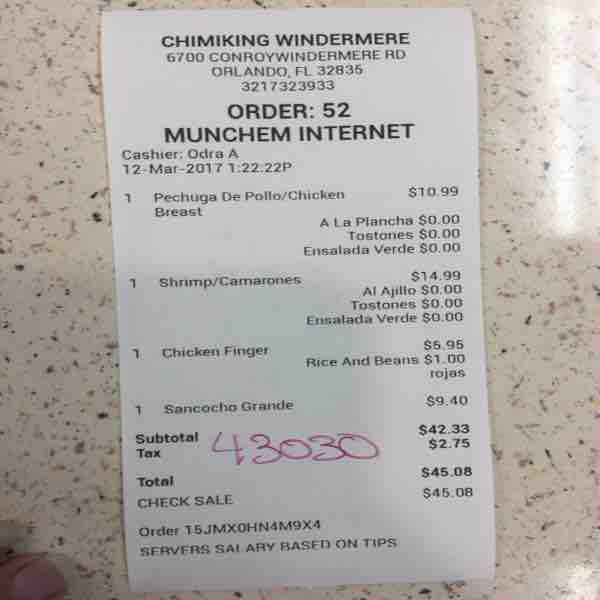 CHIMIKING WINDERMERE
6700 CONROYWINDERMERE RD
ORLANDO, FL 32835
3217323933
ORDER: 52
MUNCHEM INTERNET
Cashier: Odra A
12-Mar-2017 1:22:22P
1 Pechuga De Pollo/Chicken Breast $10.99
A La Plancha $0.00
Tostones $0.00
Ensalada Verde $0.00
1 Shrimp/Camarones $14.99
Al Ajillo $0.00
Tostones $0.00
Ensalada Verde $0.00
1 Chicken Finger $5.95
Rice And Beans $1.00
rojas
1 Sancocho Grande $9.40
Subtotal $42.33
Tax $2.75
43030
Total $45.08
CHECK SALE $45.08
Order 15JMX0HN4M9X4
SERVERS SALARY BASED ON TIPS